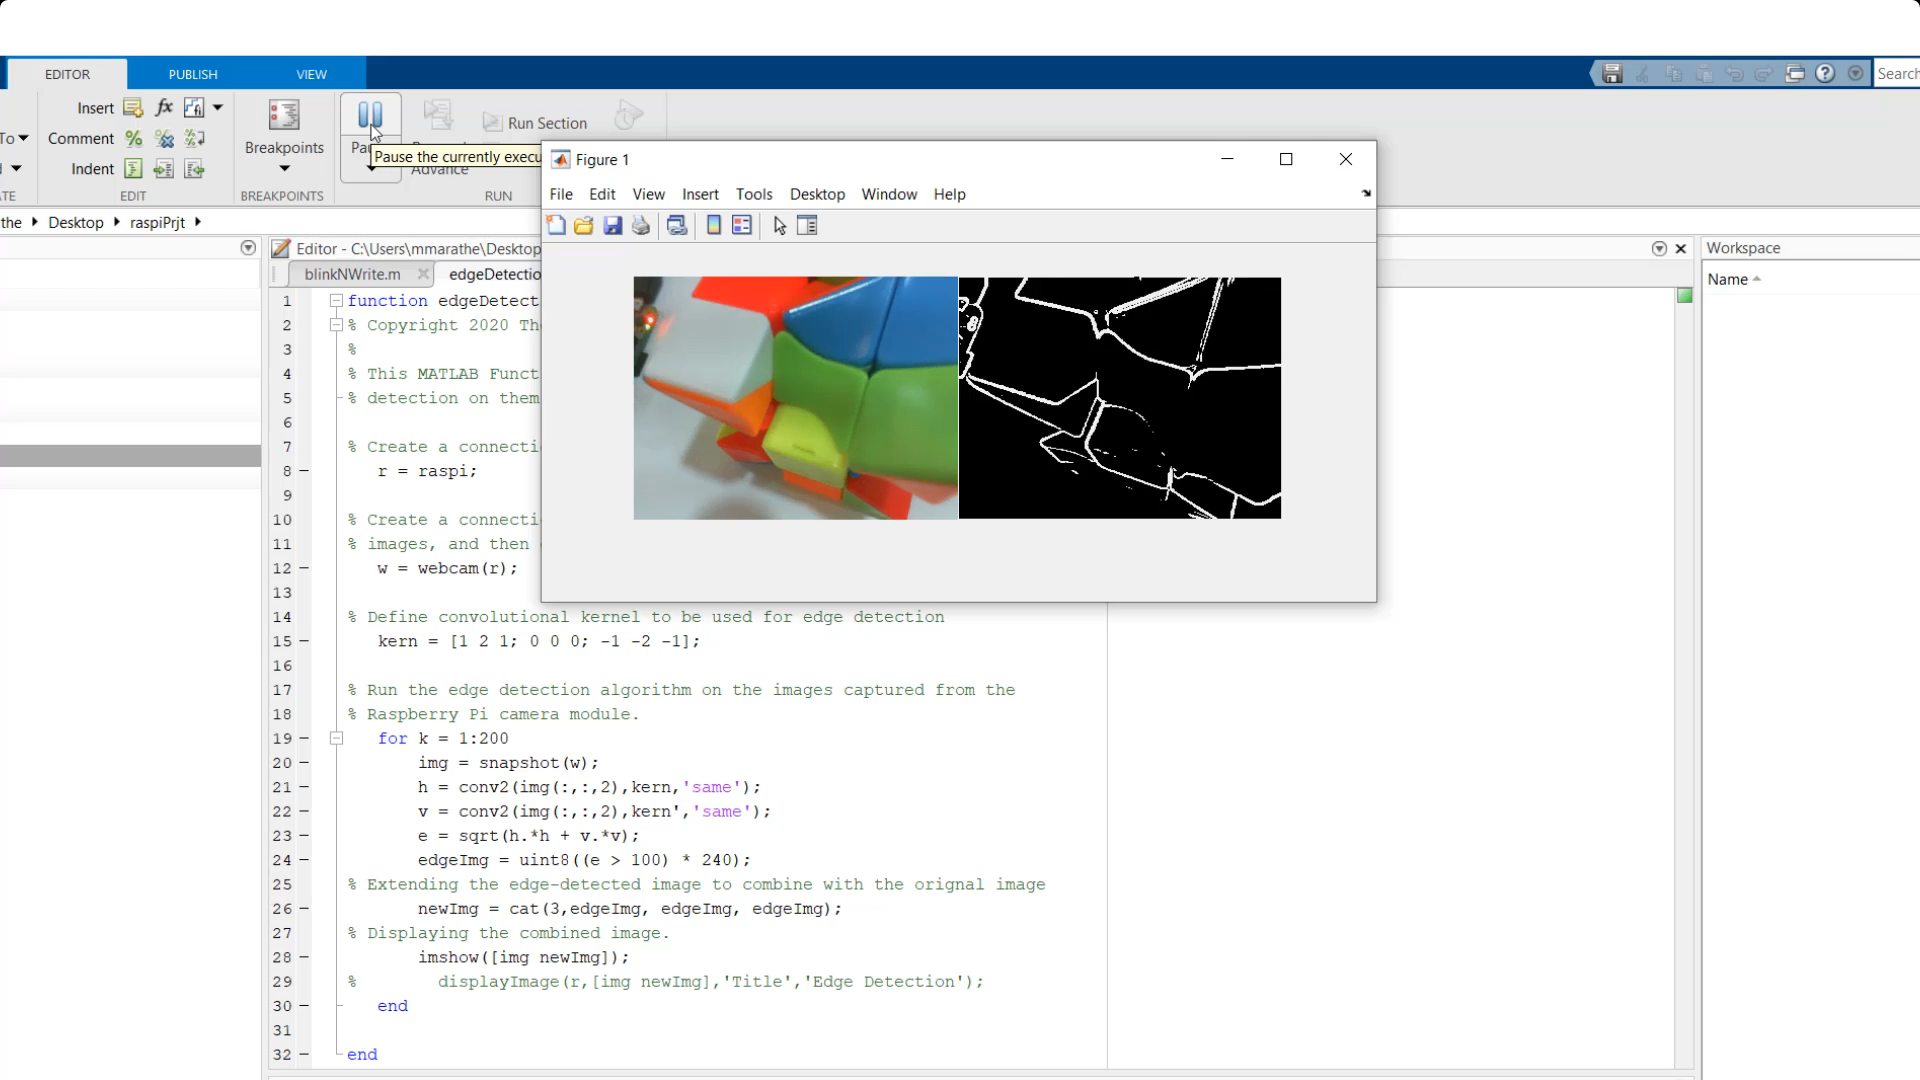 EDITOR PUBLISH VIEW
Search
Insert
To Comment
Indent
EDIT
Breakpoints
BREAKPOINTS
Pause the currently execu
Advance
Run Section
RUN
the Desktop raspiPrjt
Editor - C:\Users\mmarathe\Desktop
blinkNWrite.m edgeDetectio
Workspace
Name
Figure 1
File Edit View Insert Tools Desktop Window Help
1 function edgeDetect
2 % Copyright 2020 Th
3 %
4 % This MATLAB Funct
5 % detection on them
6
7 % Create a connecti
8 r = raspi;
9
10 % Create a connecti
11 % images, and then
12 w = webcam(r);
13
14 % Define convolutional kernel to be used for edge detection
15 kern = [1 2 1; 0 0 0; -1 -2 -1];
16
17 % Run the edge detection algorithm on the images captured from the
18 % Raspberry Pi camera module.
19 for k = 1:200
20 img = snapshot(w);
21 h = conv2(img(:,:,2),kern,'same');
22 v = conv2(img(:,:,2),kern','same');
23 e = sqrt(h.*h + v.*v);
24 edgeImg = uint8((e > 100) * 240);
25 % Extending the edge-detected image to combine with the orignal image
26 newImg = cat(3,edgeImg, edgeImg, edgeImg);
27 % Displaying the combined image.
28 imshow([img newImg]);
29 % displayImage(r,[img newImg],'Title','Edge Detection');
30 end
31
32 end